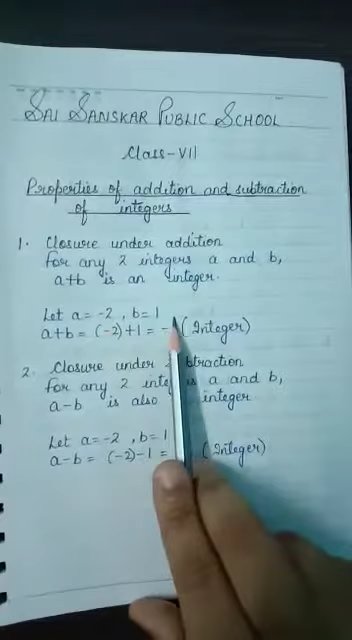 SAI SANSKAR PUBLIC SCHOOL
Class-VII
Properties of addition and subtraction
of integers
1. Closure under addition
For any 2 integers a and b,
a+b is an integer.
Let a = -2, b = 1
a+b = (-2)+1 = - (Integer)
2. Closure under
For any 2 a and b,
a-b is also integer
Let a = -2, b = 1
a-b = (-2)-1 = (Integer)